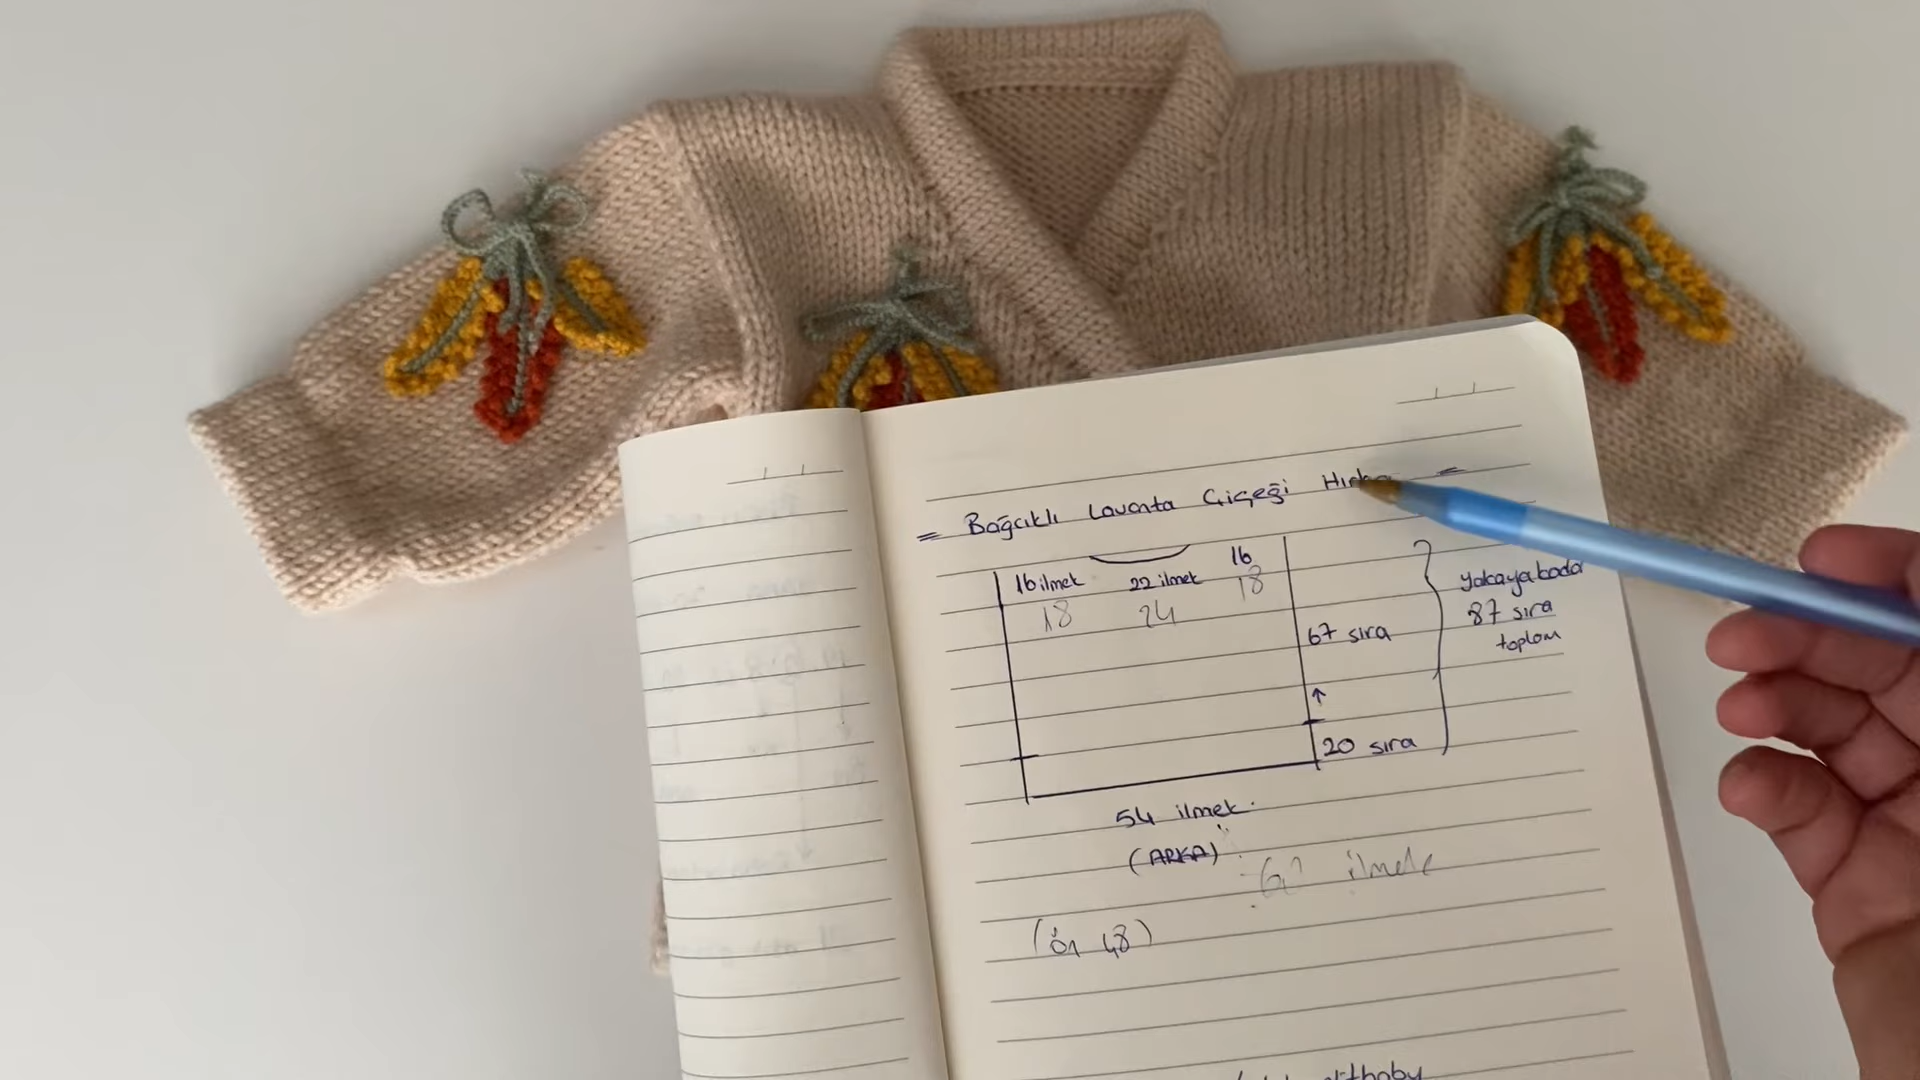 = Bağcıklı Lavanta Çiçeği Hırka =
16 ilmek 22 ilmek 16
18 24 18
67 sıra
yakaya kadar
87 sıra
toplam
↑
20 sıra
54 ilmek.
(ARKA)
ilmek
(ön 48)